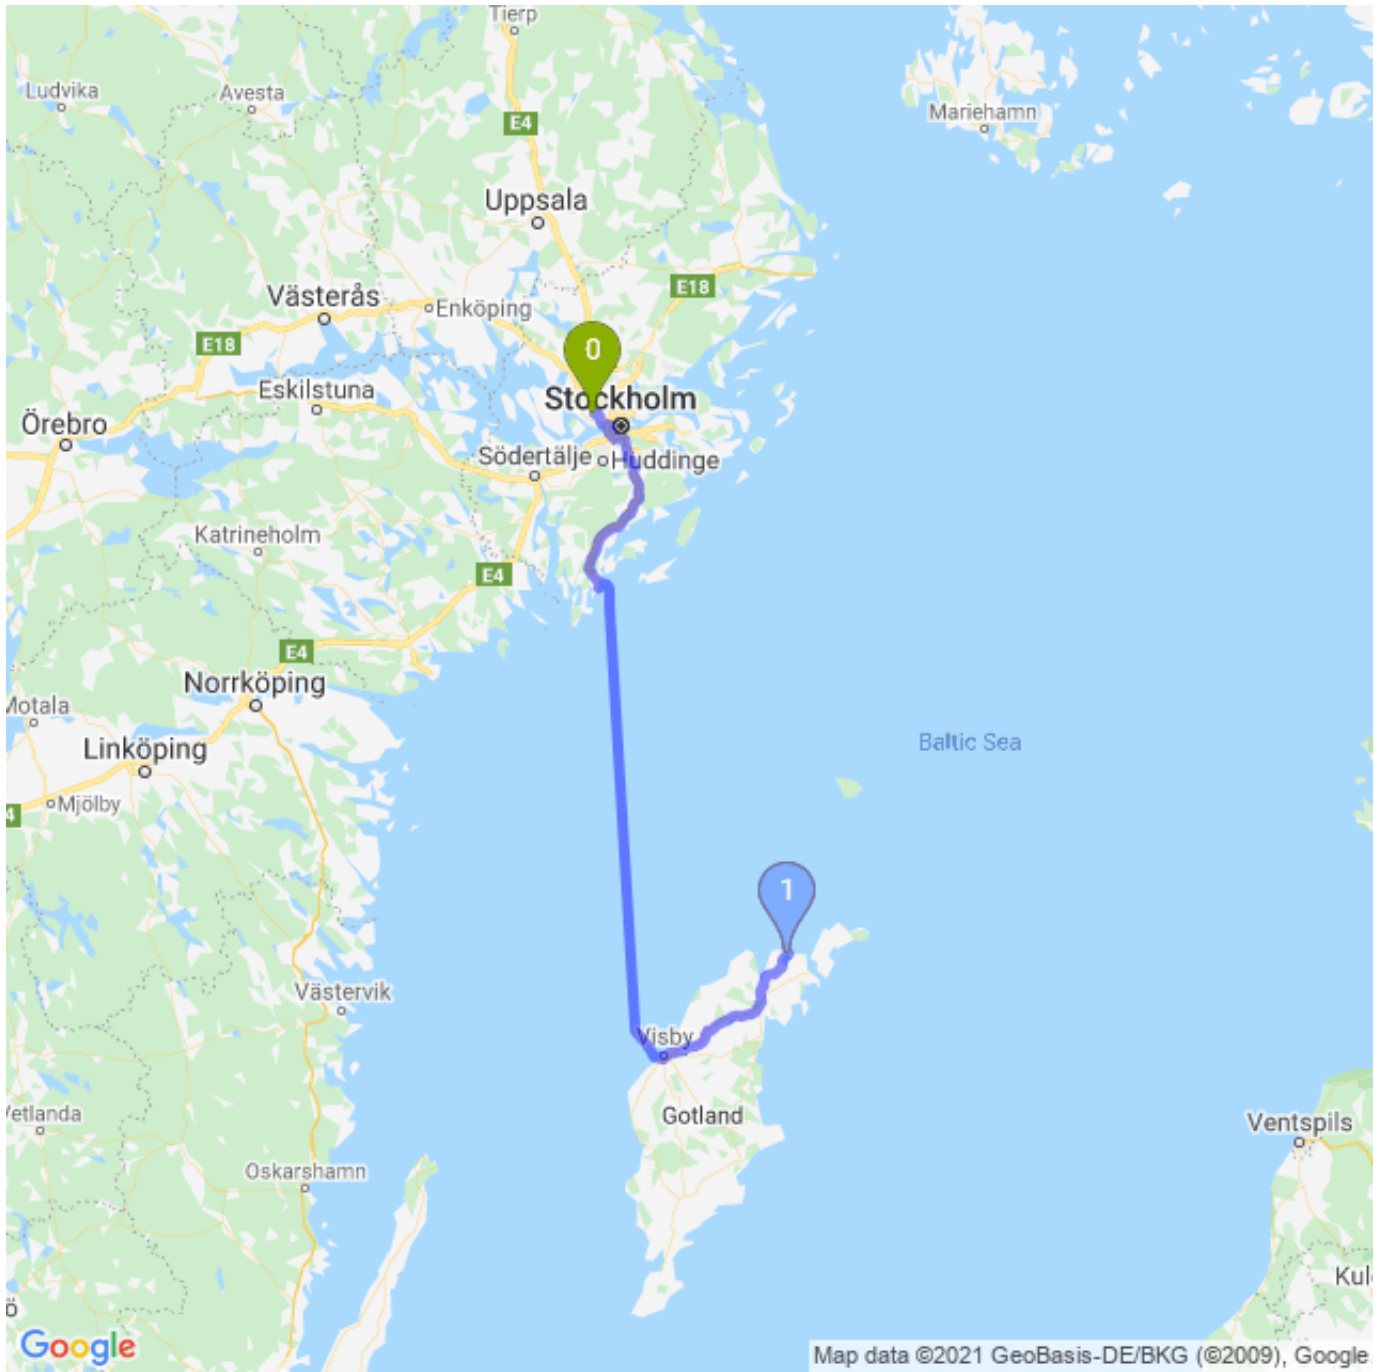 Tierp
Ludvika
Avesta
Mariehamn
E4
Uppsala
E18
Västerås
Enköping
E18
0
Eskilstuna
Stockholm
Örebro
Södertälje
Huddinge
Katrineholm
E4
E4
Norrköping
Motala
Linköping
Baltic Sea
Mjölby
4
1
Västervik
Visby
Vetlanda
Gotland
Ventspils
Oskarshamn
Kul
ö
Google
Map data ©2021 GeoBasis-DE/BKG (©2009), Google